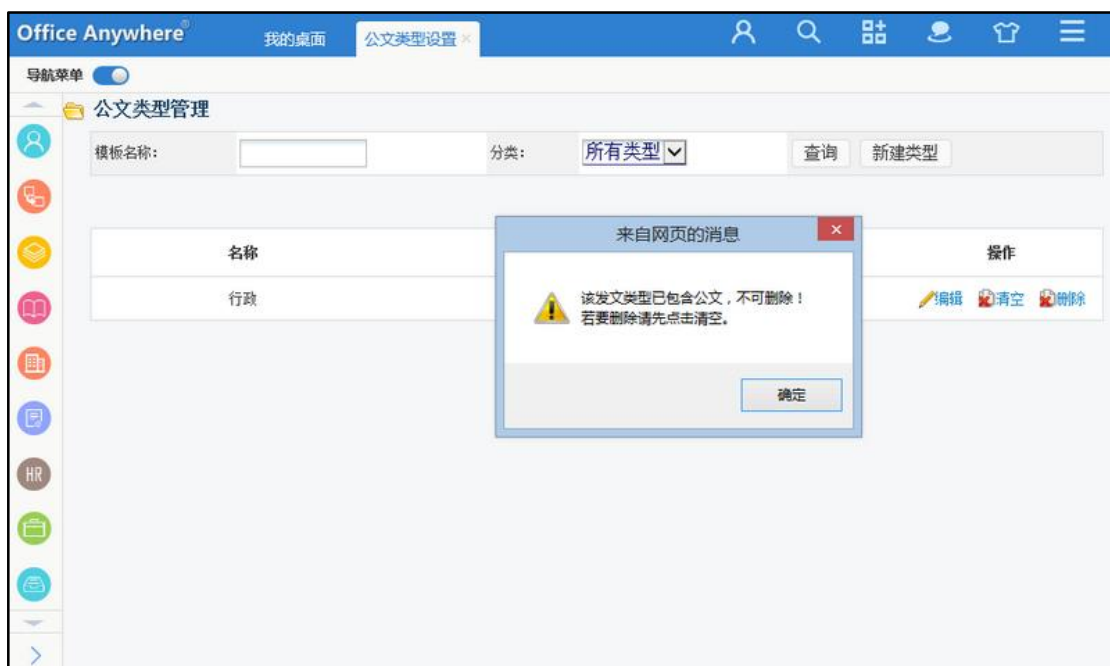 Office Anywhere®
我的桌面
公文类型设置 ×
导航菜单
公文类型管理
模板名称:
分类:
所有类型
查询
新建类型
来自网页的消息
名称
操作
该发文类型已包含公文，不可删除！
若要删除请先点击清空。
行政
编辑
清空
删除
确定
HR